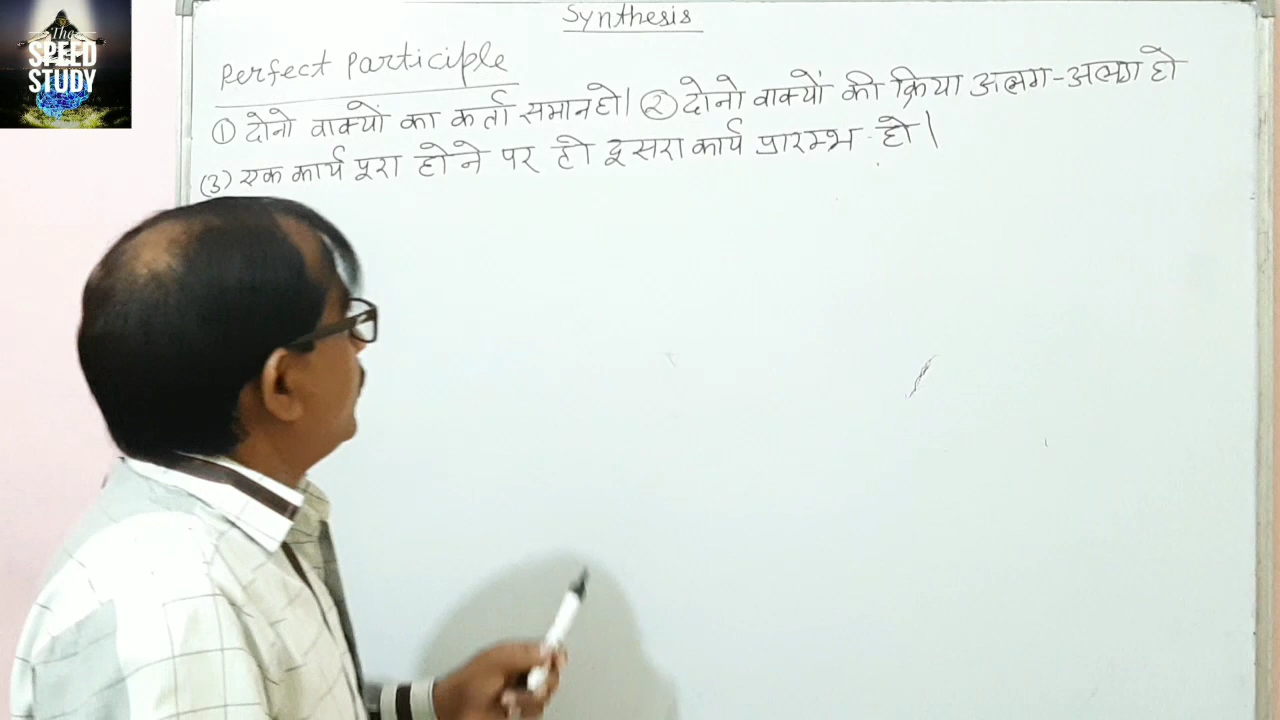 The
SPEED
STUDY
Synthesis
Perfect Participle
① दोनो वाक्यों का कर्ता समान हो। ② दोनो वाक्यों की क्रिया अलग-अलग हो
(3) एक कार्य पूरा होने पर ही दूसरा कार्य प्रारम्भ हो।